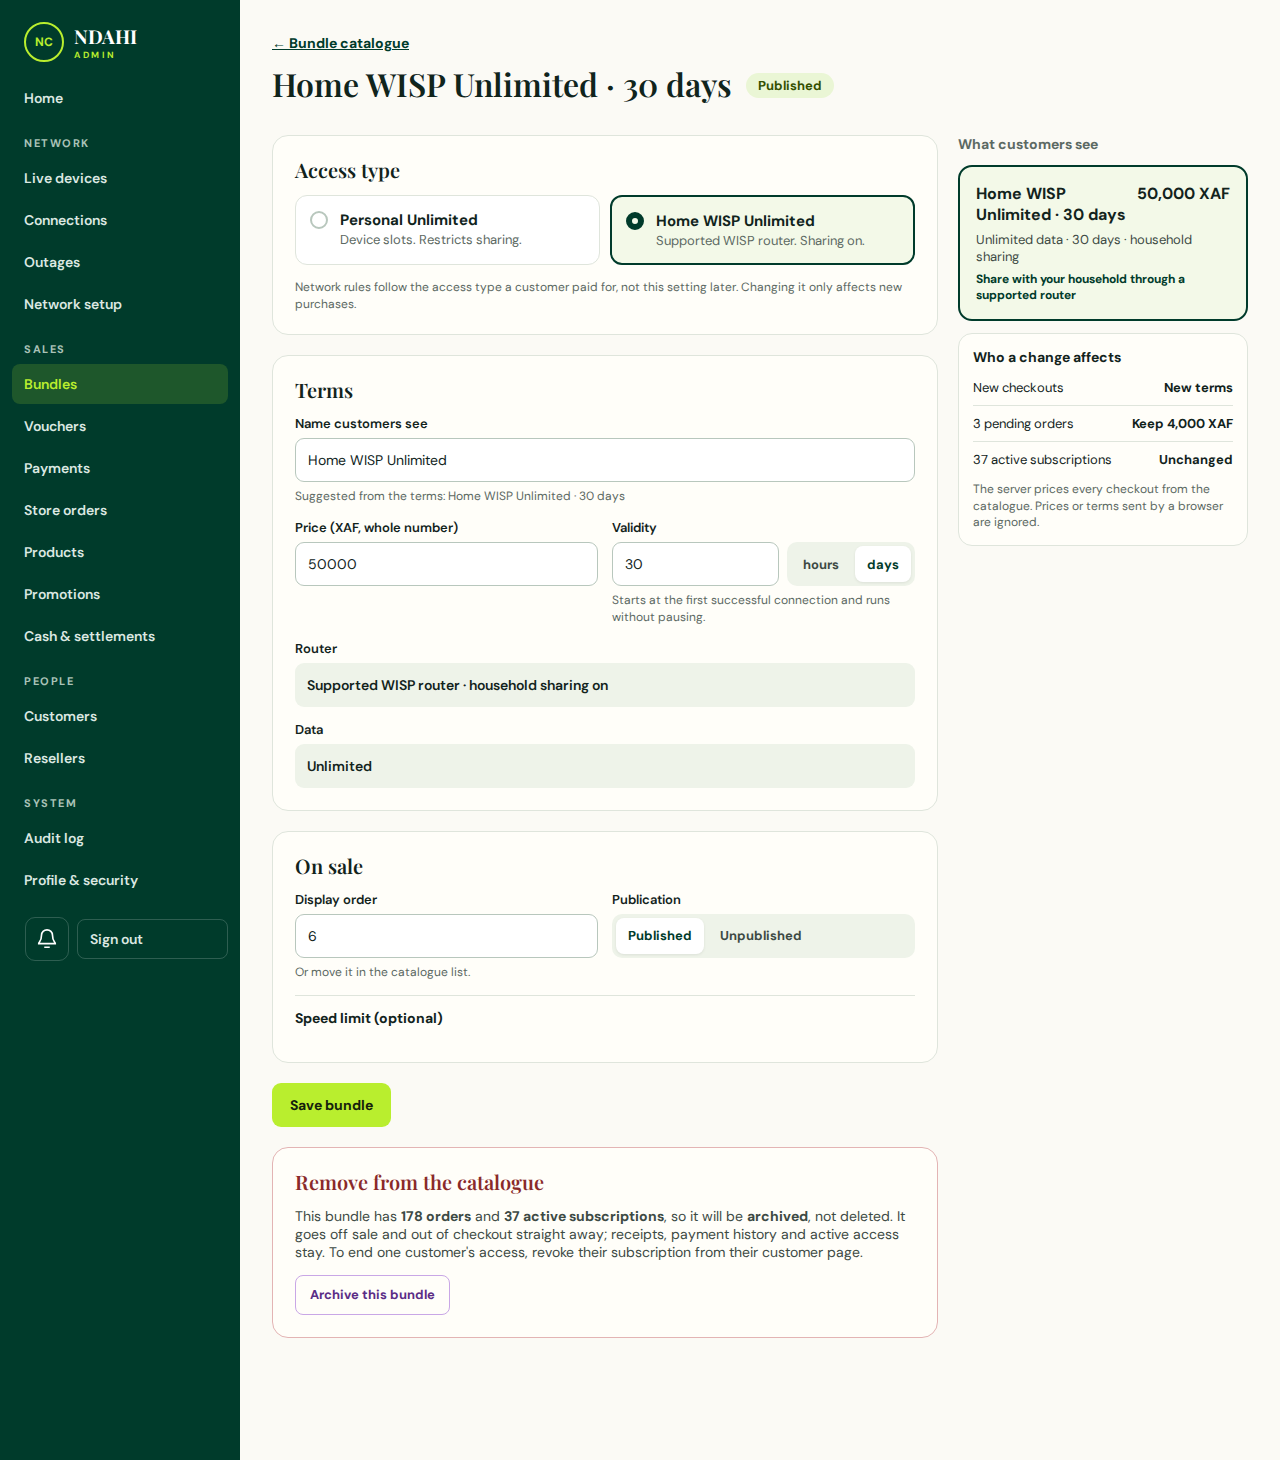 NC
NDAHI
ADMIN
Home
NETWORK
Live devices
Connections
Outages
Network setup
SALES
Bundles
Vouchers
Payments
Store orders
Products
Promotions
Cash & settlements
PEOPLE
Customers
Resellers
SYSTEM
Audit log
Profile & security
Sign out
← Bundle catalogue
Home WISP Unlimited · 30 days
Published
Access type
Personal Unlimited
Device slots. Restricts sharing.
Home WISP Unlimited
Supported WISP router. Sharing on.
Network rules follow the access type a customer paid for, not this setting later. Changing it only affects new
purchases.
Terms
Name customers see
Home WISP Unlimited
Suggested from the terms: Home WISP Unlimited · 30 days
Price (XAF, whole number)
50000
Validity
30
hours
days
Starts at the first successful connection and runs
without pausing.
Router
Supported WISP router · household sharing on
Data
Unlimited
On sale
Display order
6
Or move it in the catalogue list.
Publication
Published
Unpublished
Speed limit (optional)
Save bundle
Remove from the catalogue
This bundle has 178 orders and 37 active subscriptions, so it will be archived, not deleted. It
goes off sale and out of checkout straight away; receipts, payment history and active access
stay. To end one customer's access, revoke their subscription from their customer page.
Archive this bundle
What customers see
Home WISP
Unlimited · 30 days
50,000 XAF
Unlimited data · 30 days · household
sharing
Share with your household through a
supported router
Who a change affects
New checkouts
New terms
3 pending orders
Keep 4,000 XAF
37 active subscriptions
Unchanged
The server prices every checkout from the
catalogue. Prices or terms sent by a browser
are ignored.